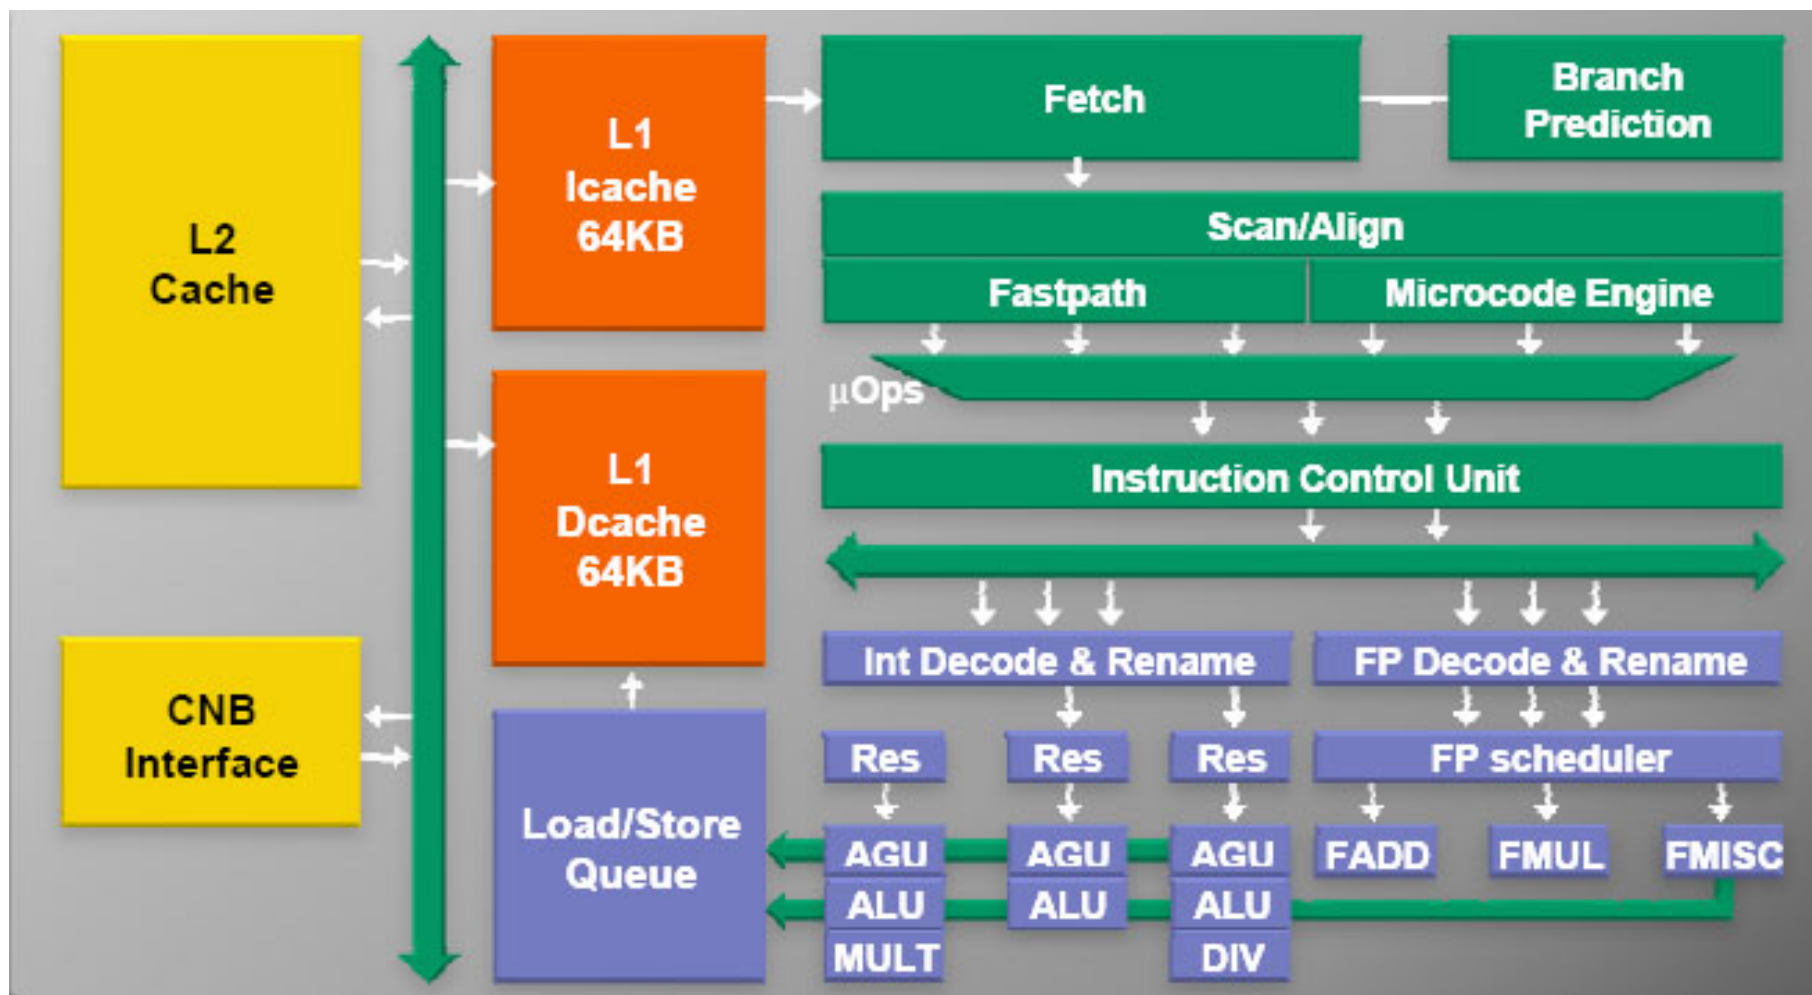 L2
Cache
CNB
Interface
L1
Icache
64KB
L1
Dcache
64KB
Load/Store
Queue
Fetch
Branch
Prediction
Scan/Align
Fastpath
Microcode Engine
μOps
Instruction Control Unit
Int Decode & Rename
FP Decode & Rename
Res
Res
Res
FP scheduler
AGU
AGU
AGU
FADD
FMUL
FMISC
ALU
ALU
ALU
MULT
DIV